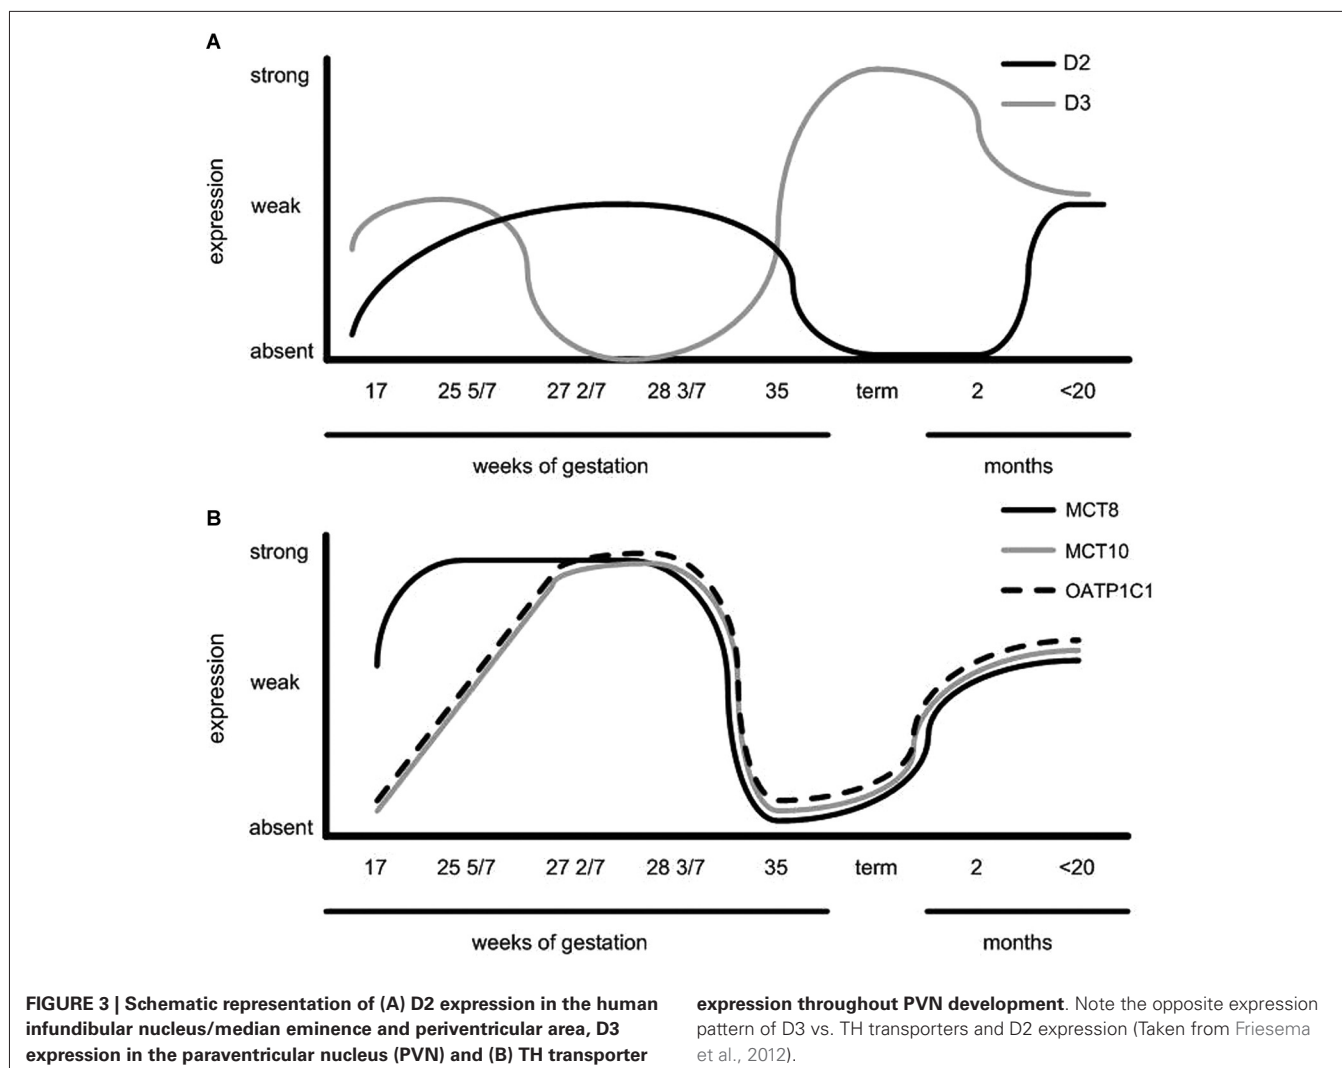 A
strong
weak
absent
expression
D2
D3
17 25 5/7 27 2/7 28 3/7 35 term 2 <20
weeks of gestation months
B
strong
weak
absent
expression
MCT8
MCT10
OATP1C1
17 25 5/7 27 2/7 28 3/7 35 term 2 <20
weeks of gestation months
FIGURE 3 | Schematic representation of (A) D2 expression in the human
infundibular nucleus/median eminence and periventricular area, D3
expression in the paraventricular nucleus (PVN) and (B) TH transporter
expression throughout PVN development. Note the opposite expression
pattern of D3 vs. TH transporters and D2 expression (Taken from Friesema
et al., 2012).